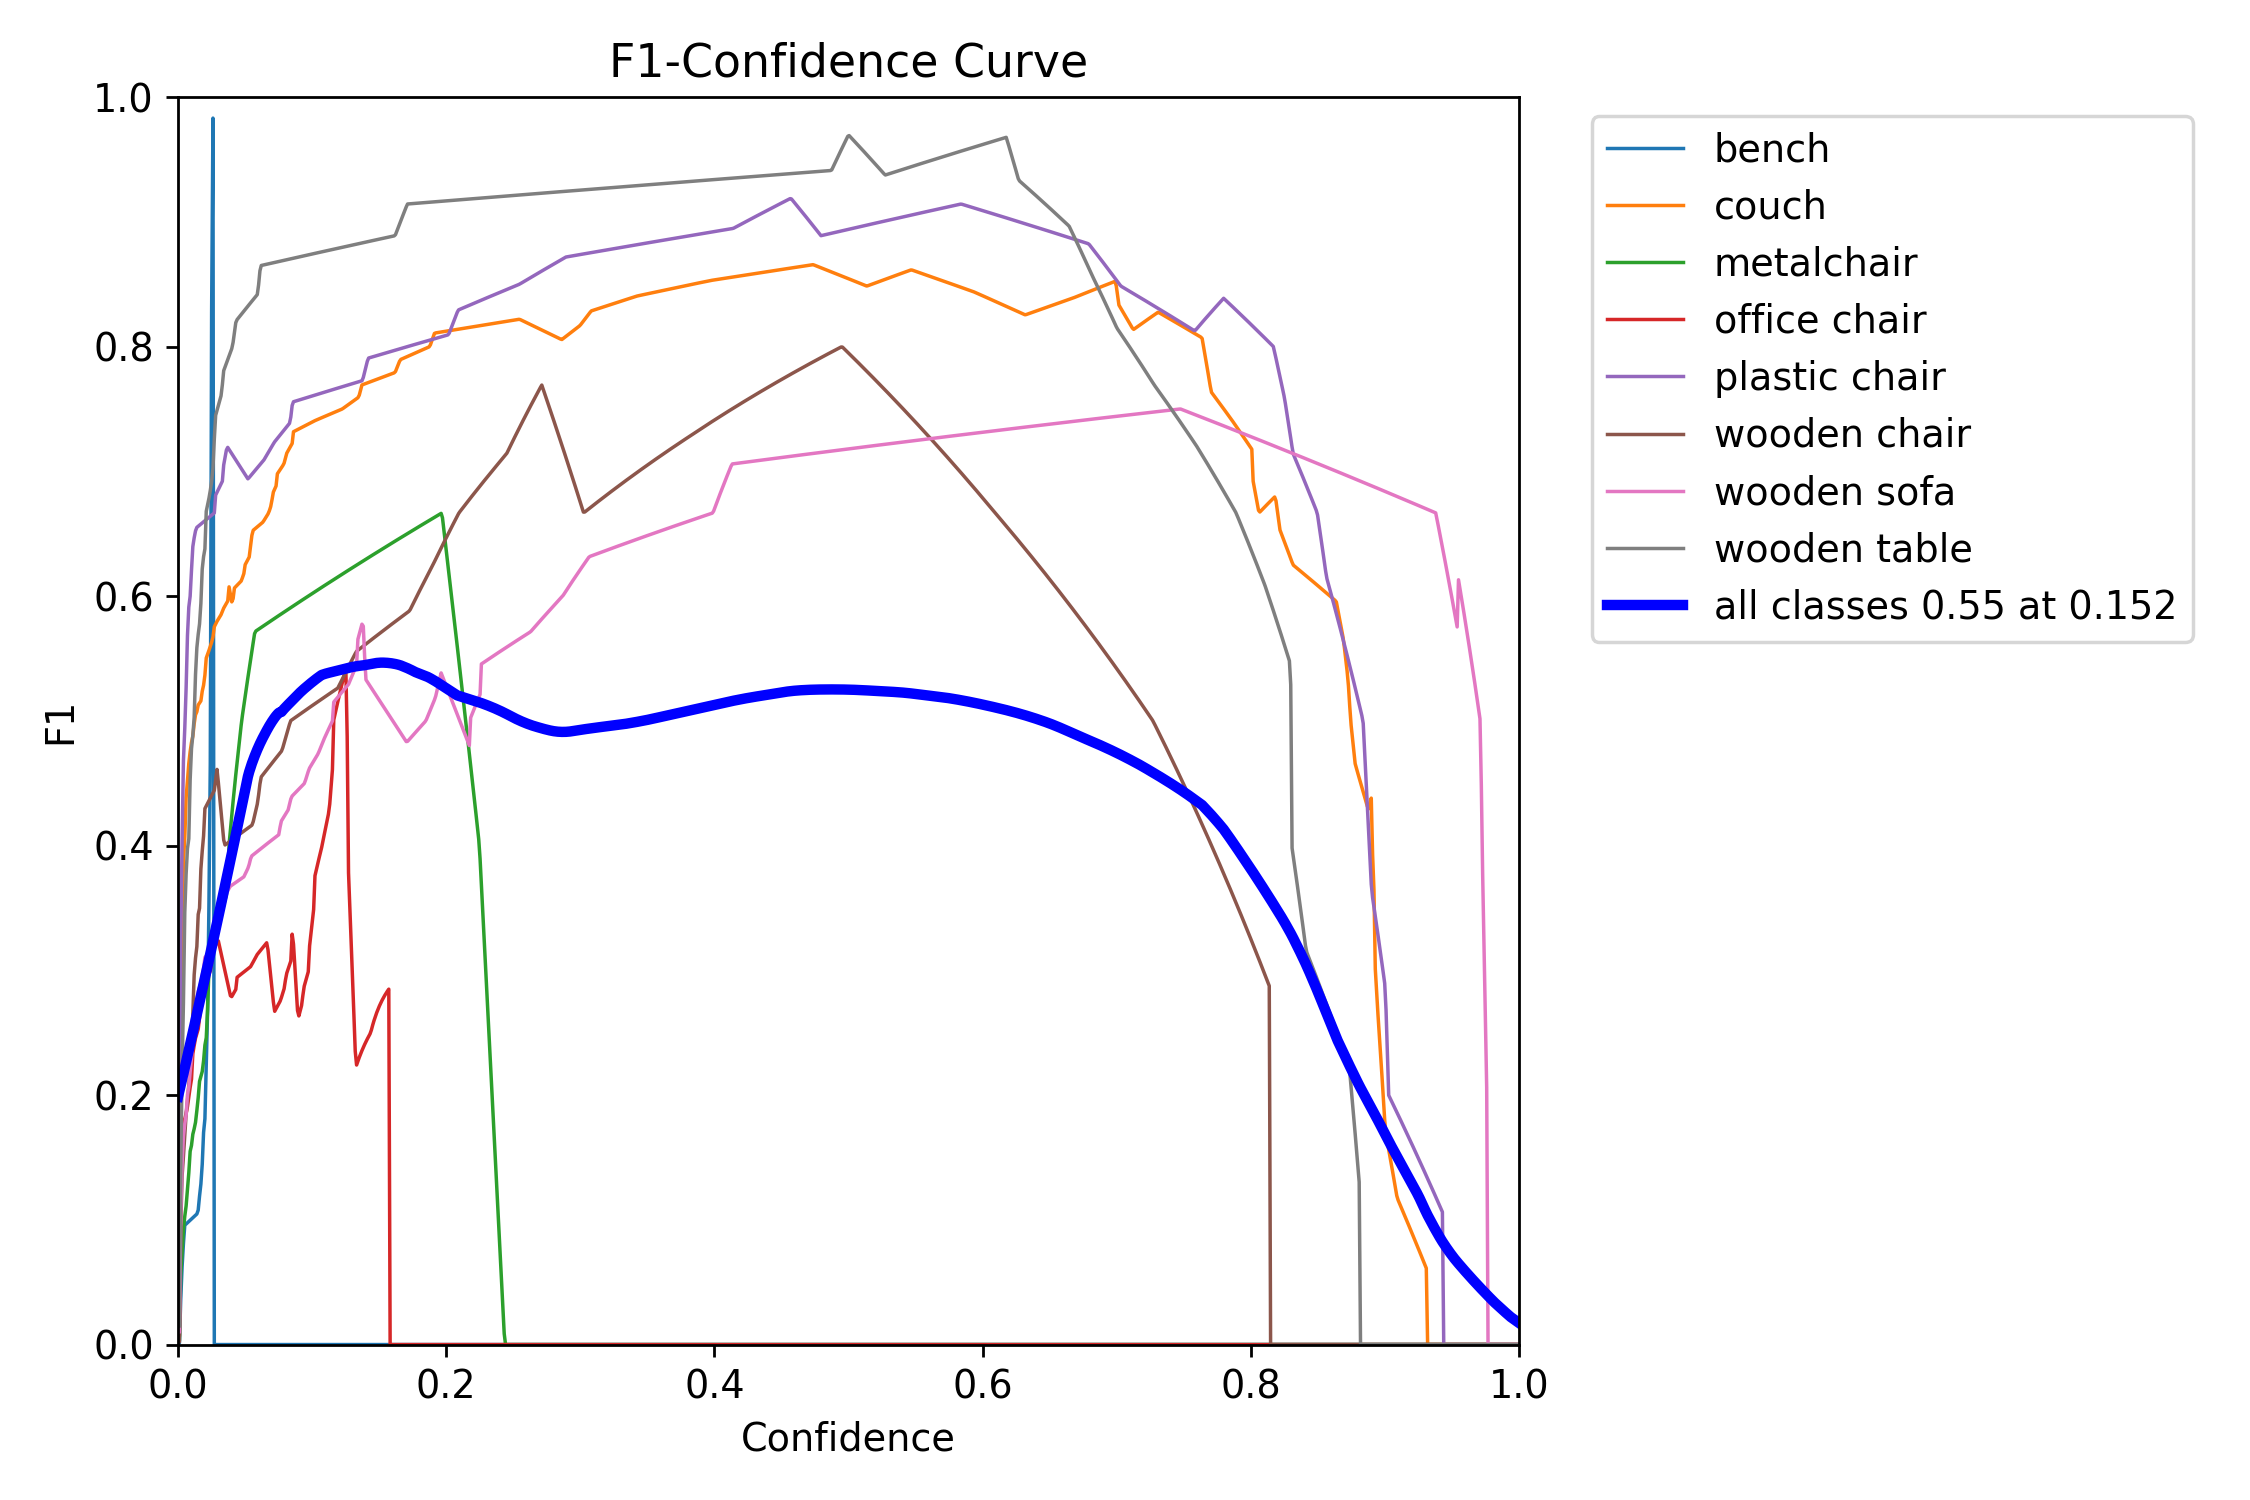 F1-Confidence Curve
1.0
0.8
0.6
0.4
0.2
0.0
F1
0.0 0.2 0.4 0.6 0.8 1.0
Confidence
bench
couch
metalchair
office chair
plastic chair
wooden chair
wooden sofa
wooden table
all classes 0.55 at 0.152